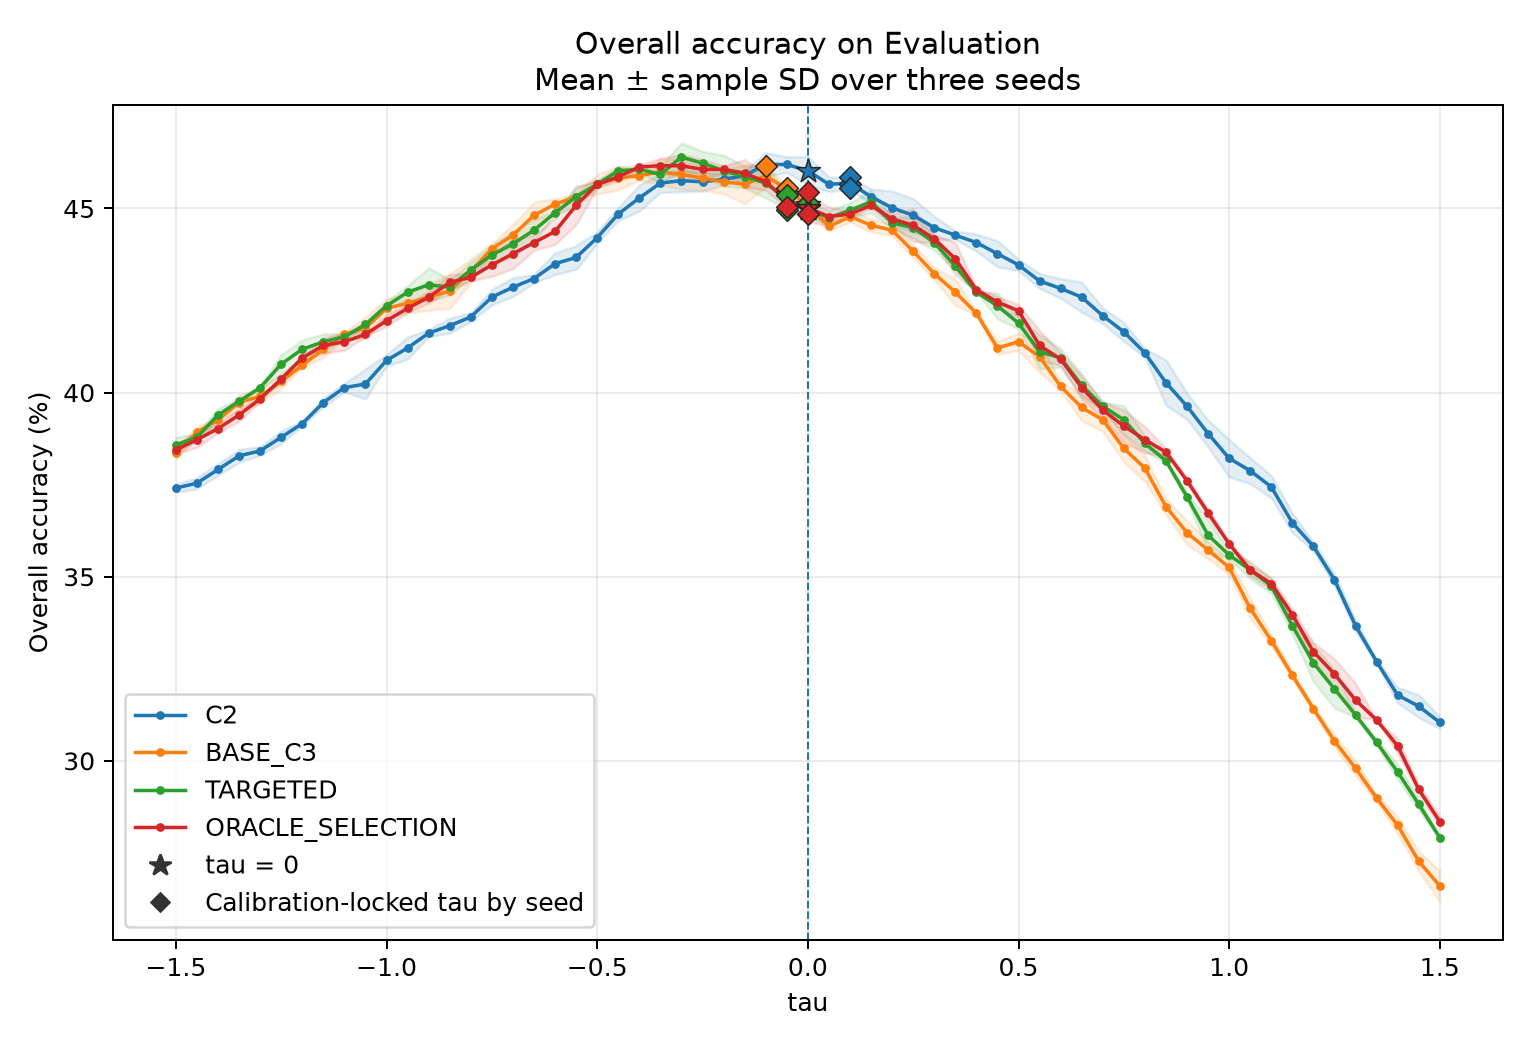 Overall accuracy on Evaluation
Mean ± sample SD over three seeds
Overall accuracy (%)
45
40
35
30
C2
BASE_C3
TARGETED
ORACLE_SELECTION
tau = 0
Calibration-locked tau by seed
−1.5 −1.0 −0.5 0.0 0.5 1.0 1.5
tau